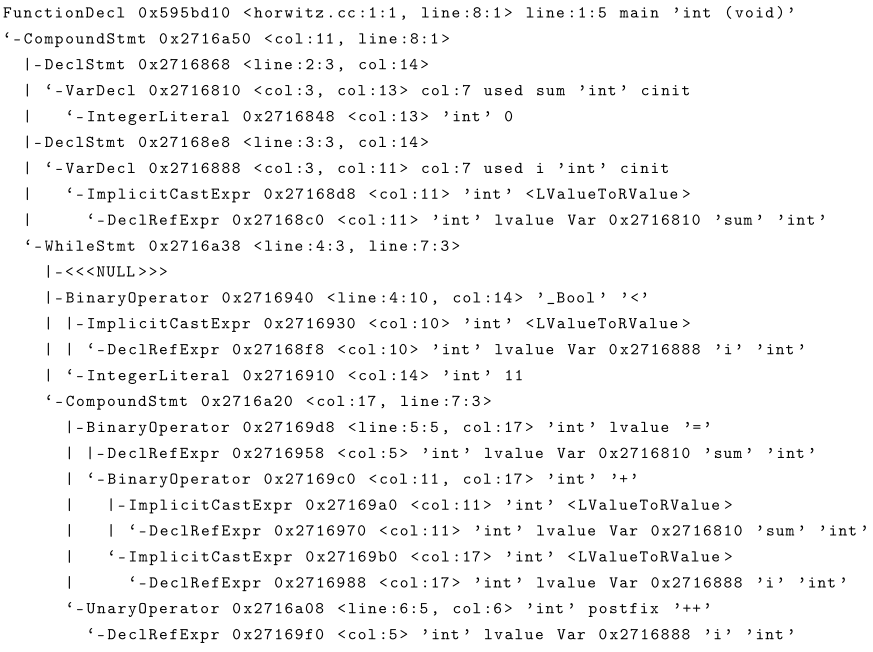 FunctionDecl 0x595bd10 <horwitz.cc:1:1, line:8:1> line:1:5 main ’int (void)’
‘-CompoundStmt 0x2716a50 <col:11, line:8:1>
  |-DeclStmt 0x2716868 <line:2:3, col:14>
  | ‘-VarDecl 0x2716810 <col:3, col:13> col:7 used sum ’int’ cinit
  |   ‘-IntegerLiteral 0x2716848 <col:13> ’int’ 0
  |-DeclStmt 0x27168e8 <line:3:3, col:14>
  | ‘-VarDecl 0x2716888 <col:3, col:11> col:7 used i ’int’ cinit
  |   ‘-ImplicitCastExpr 0x27168d8 <col:11> ’int’ <LValueToRValue>
  |     ‘-DeclRefExpr 0x27168c0 <col:11> ’int’ lvalue Var 0x2716810 ’sum’ ’int’
  ‘-WhileStmt 0x2716a38 <line:4:3, line:7:3>
    |-<<<NULL>>>
    |-BinaryOperator 0x2716940 <line:4:10, col:14> ’_Bool’ ’<’
    | |-ImplicitCastExpr 0x2716930 <col:10> ’int’ <LValueToRValue>
    | | ‘-DeclRefExpr 0x27168f8 <col:10> ’int’ lvalue Var 0x2716888 ’i’ ’int’
    | ‘-IntegerLiteral 0x2716910 <col:14> ’int’ 11
    ‘-CompoundStmt 0x2716a20 <col:17, line:7:3>
      |-BinaryOperator 0x27169d8 <line:5:5, col:17> ’int’ lvalue ’=’
      | |-DeclRefExpr 0x2716958 <col:5> ’int’ lvalue Var 0x2716810 ’sum’ ’int’
      | ‘-BinaryOperator 0x27169c0 <col:11, col:17> ’int’ ’+’
      |   |-ImplicitCastExpr 0x27169a0 <col:11> ’int’ <LValueToRValue>
      |   | ‘-DeclRefExpr 0x2716970 <col:11> ’int’ lvalue Var 0x2716810 ’sum’ ’int’
      |   ‘-ImplicitCastExpr 0x27169b0 <col:17> ’int’ <LValueToRValue>
      |     ‘-DeclRefExpr 0x2716988 <col:17> ’int’ lvalue Var 0x2716888 ’i’ ’int’
      ‘-UnaryOperator 0x2716a08 <line:6:5, col:6> ’int’ postfix ’++’
        ‘-DeclRefExpr 0x27169f0 <col:5> ’int’ lvalue Var 0x2716888 ’i’ ’int’